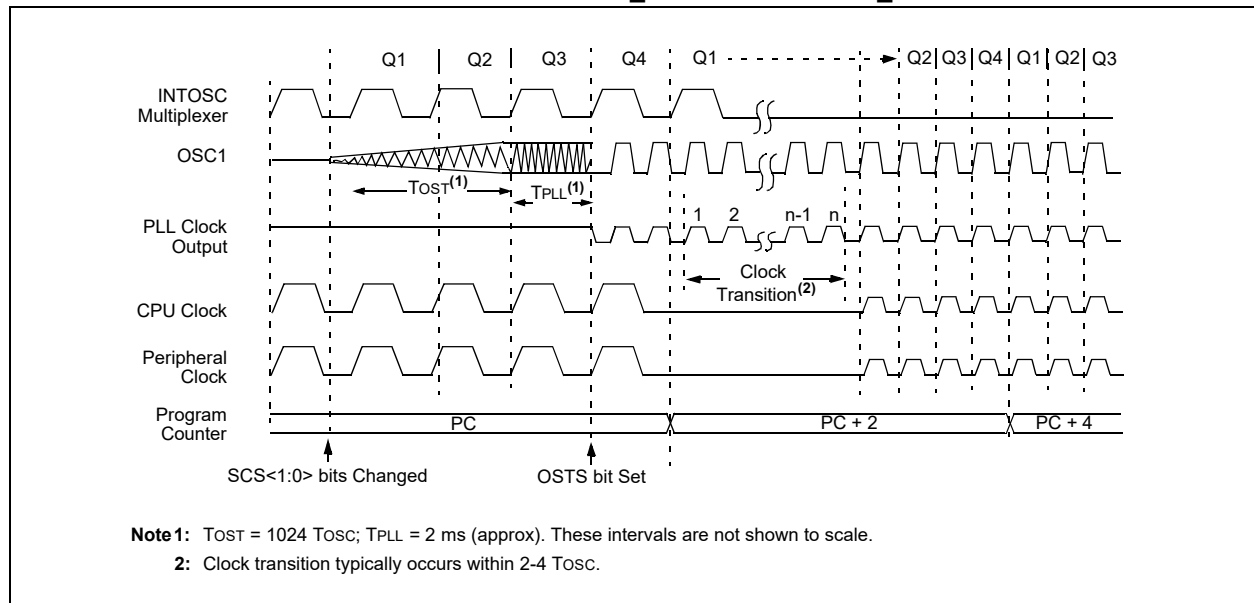 Q1 Q2 Q3 Q4 Q1 Q2 Q3 Q4 Q1 Q2 Q3
INTOSC
Multiplexer
OSC1
TOST(1) TPLL(1)
1 2 n-1 n
PLL Clock
Output
Clock
Transition(2)
CPU Clock
Peripheral
Clock
Program
Counter
PC PC + 2 PC + 4
SCS<1:0> bits Changed OSTS bit Set
Note 1: TOST = 1024 TOSC; TPLL = 2 ms (approx). These intervals are not shown to scale.
2: Clock transition typically occurs within 2-4 TOSC.